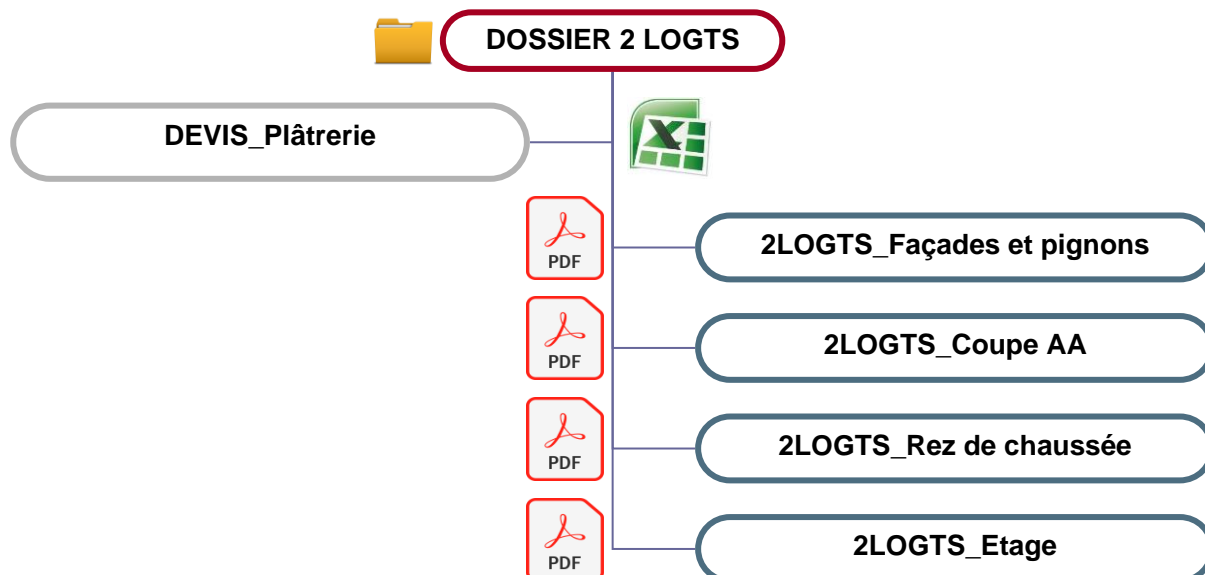 DOSSIER 2 LOGTS
DEVIS_Plâtrerie
X
PDF
2LOGTS_Façades et pignons
PDF
2LOGTS_Coupe AA
PDF
2LOGTS_Rez de chaussée
PDF
2LOGTS_Etage